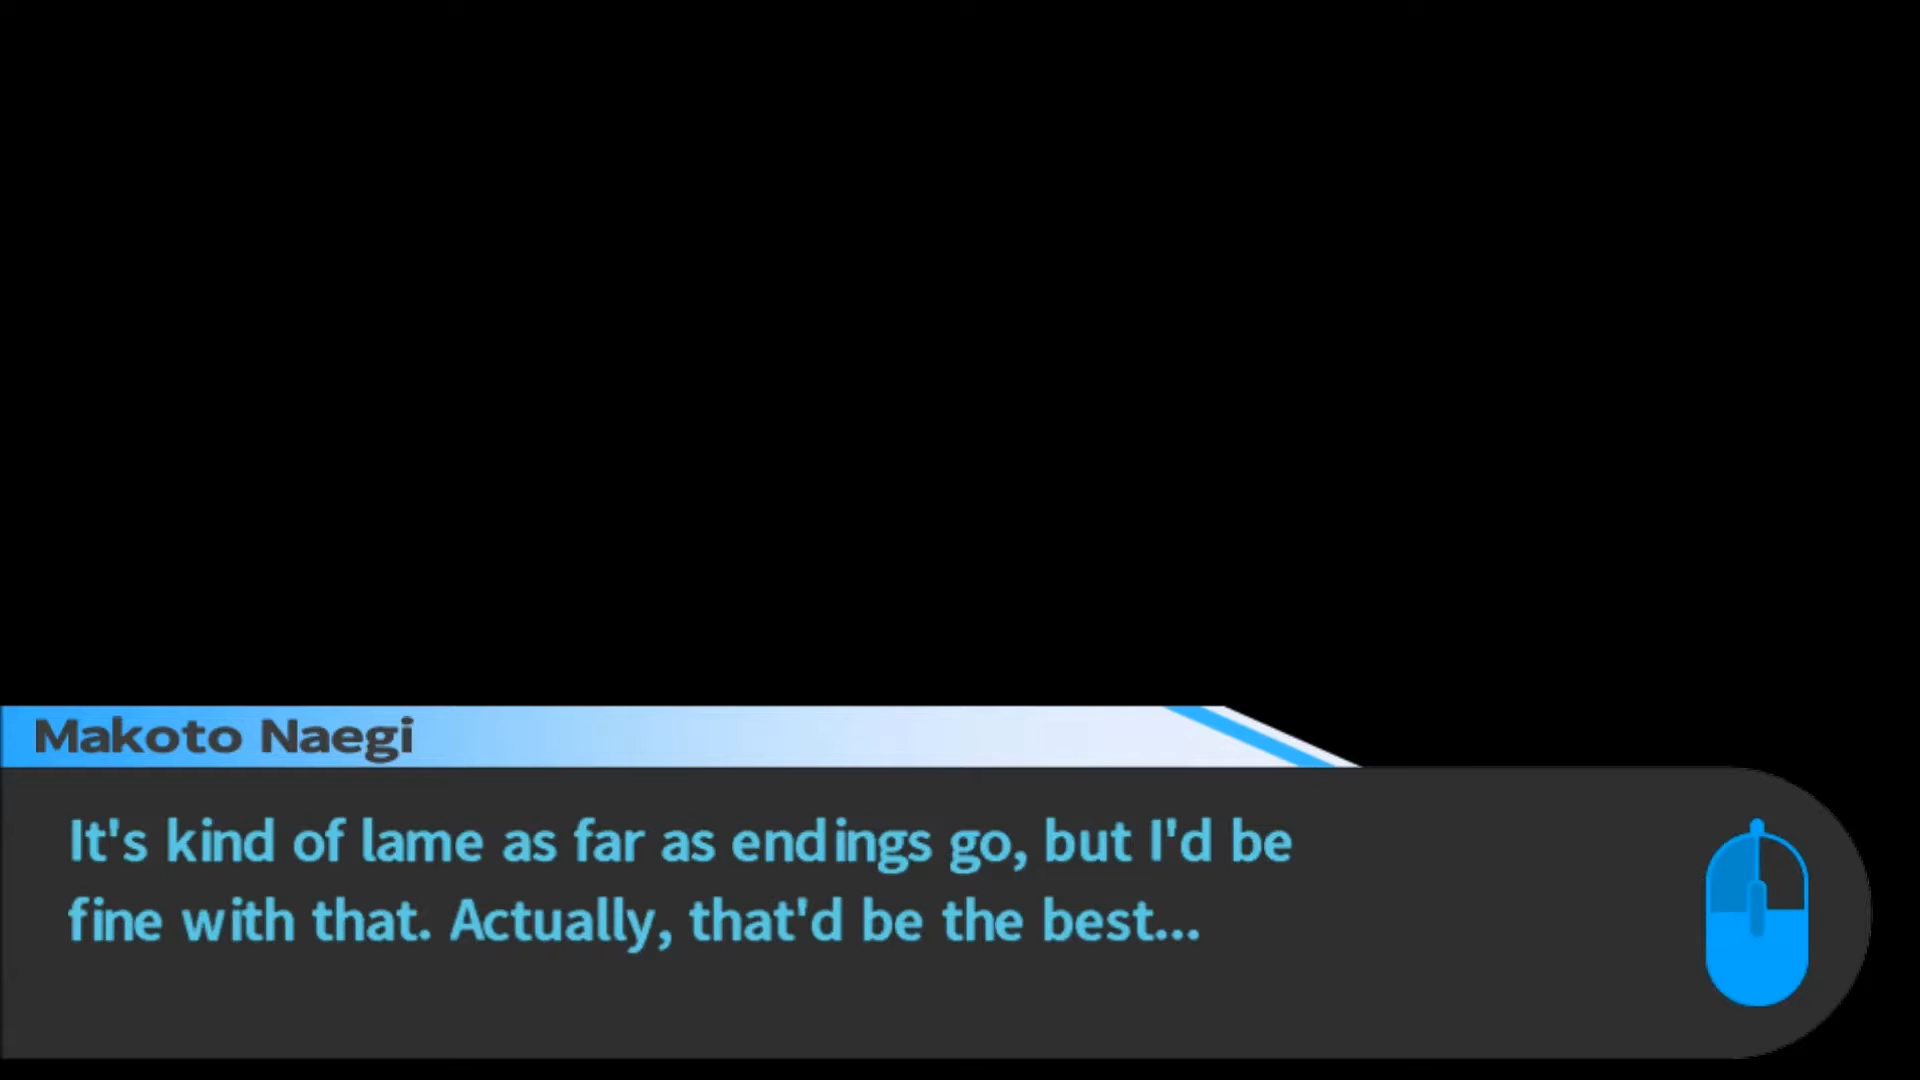 Makoto Naegi
It's kind of lame as far as endings go, but I'd be
fine with that. Actually, that'd be the best...